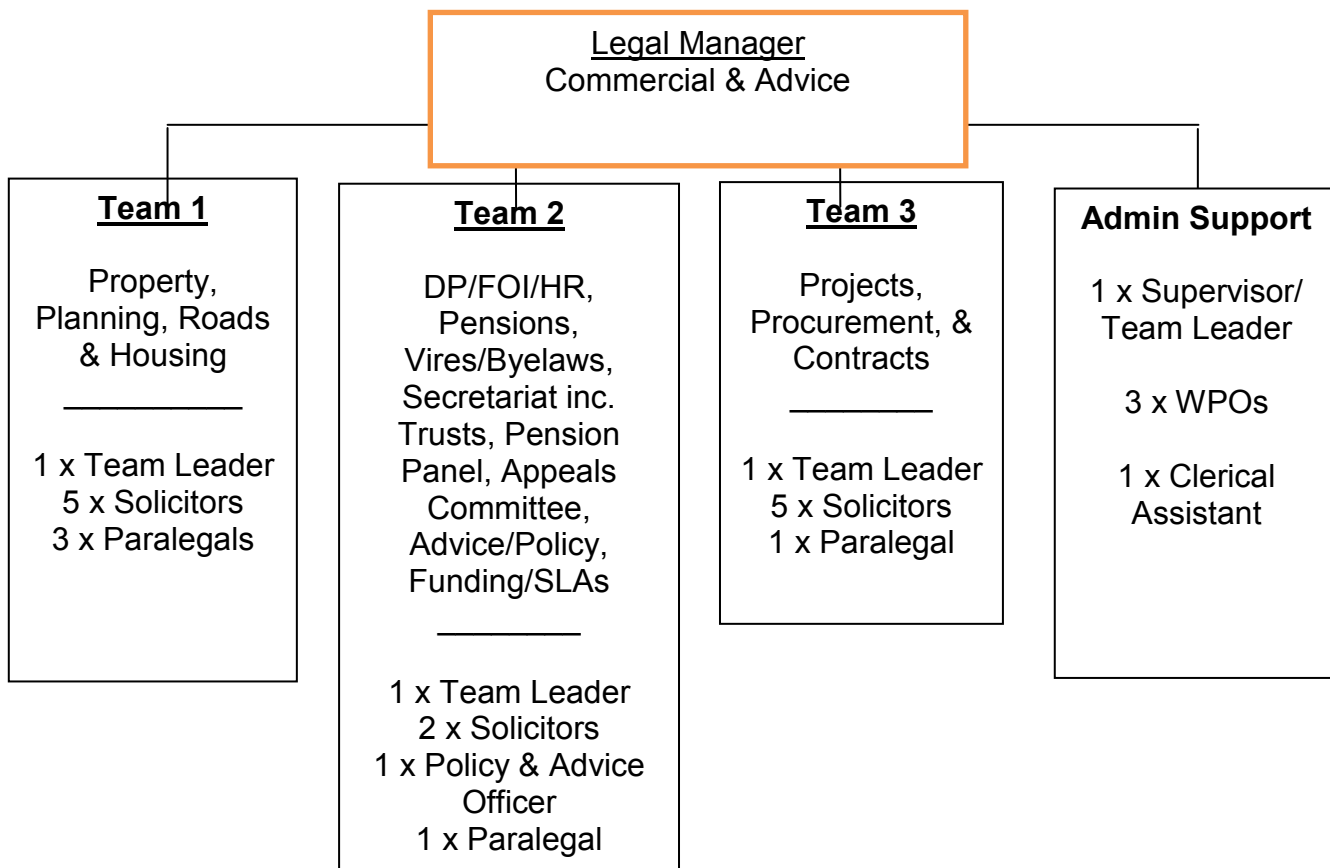 Legal Manager
Commercial & Advice
Team 1
Property,
Planning, Roads
& Housing
__________
1 x Team Leader
5 x Solicitors
3 x Paralegals
Team 2
DP/FOI/HR,
Pensions,
Vires/Byelaws,
Secretariat inc.
Trusts, Pension
Panel, Appeals
Committee,
Advice/Policy,
Funding/SLAs
________
1 x Team Leader
2 x Solicitors
1 x Policy & Advice
Officer
1 x Paralegal
Team 3
Projects,
Procurement, &
Contracts
________
1 x Team Leader
5 x Solicitors
1 x Paralegal
Admin Support
1 x Supervisor/
Team Leader
3 x WPOs
1 x Clerical
Assistant